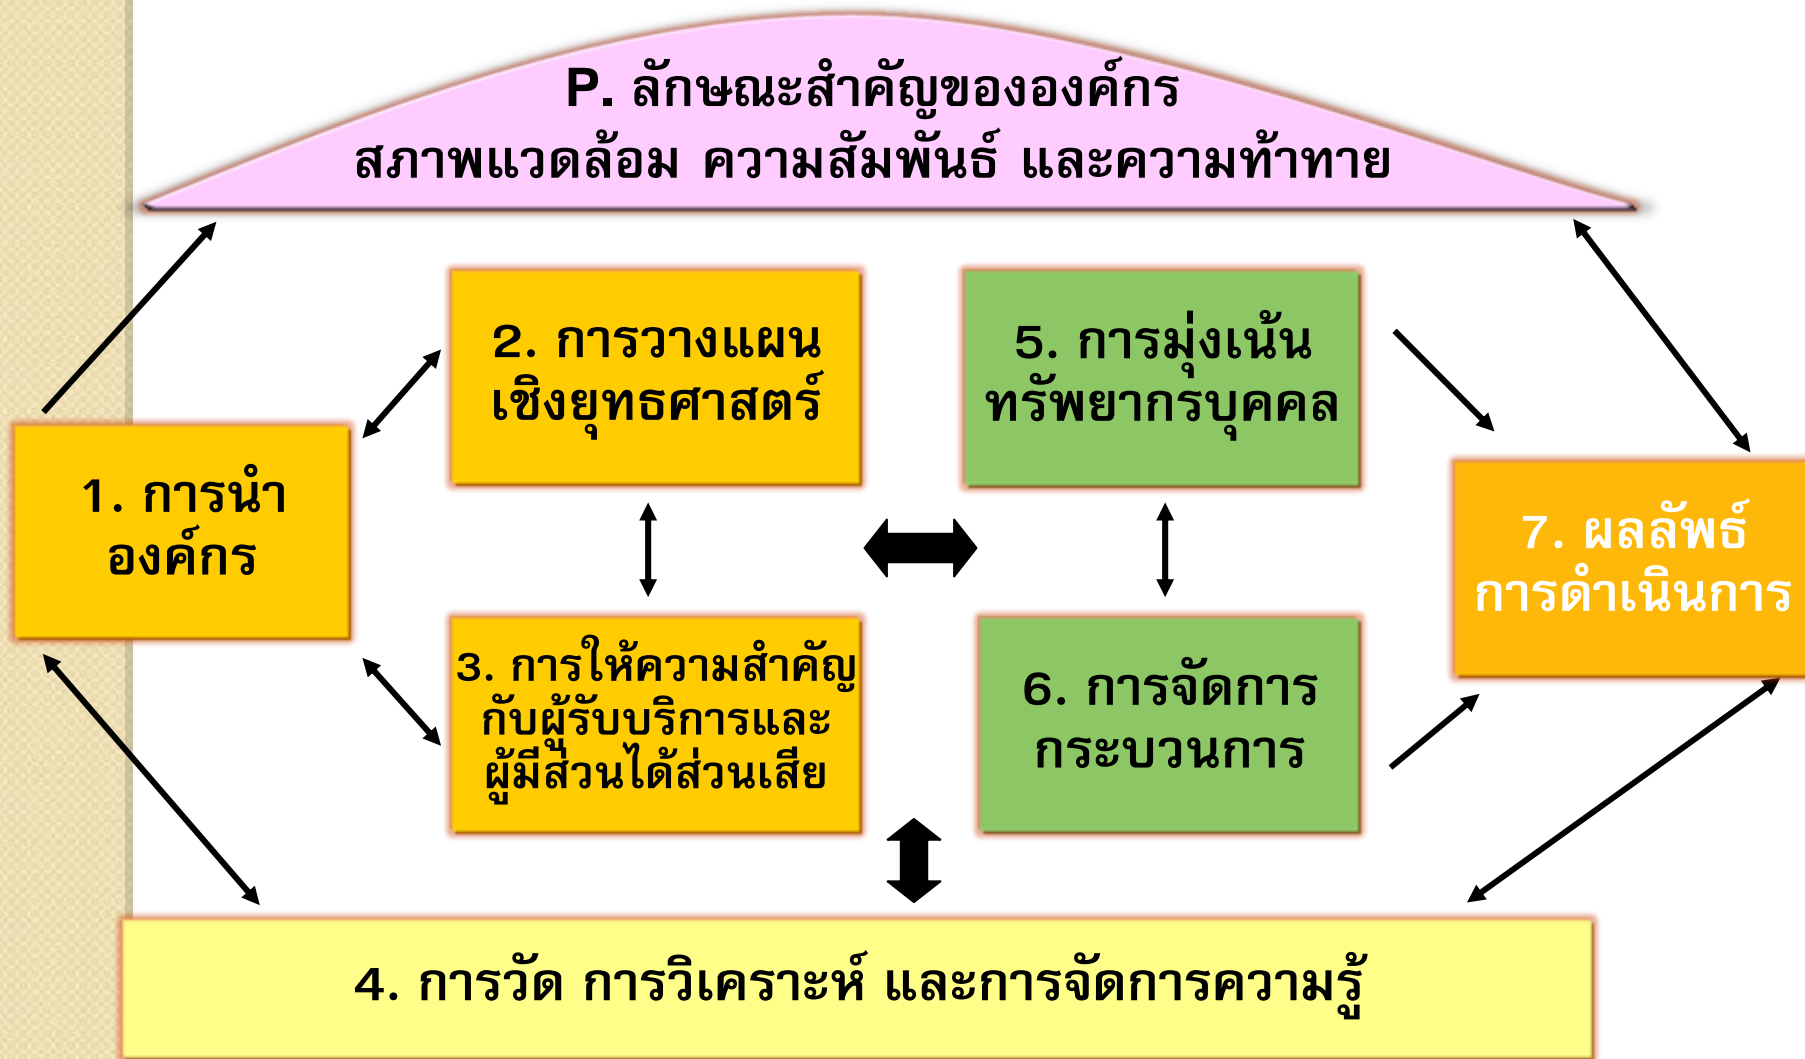 P. ลักษณะสำคัญขององค์กร
สภาพแวดล้อม ความสัมพันธ์ และความท้าทาย
1. การนำ
องค์กร
2. การวางแผน
เชิงยุทธศาสตร์
3. การให้ความสำคัญ
กับผู้รับบริการและ
ผู้มีส่วนได้ส่วนเสีย
5. การมุ่งเน้น
ทรัพยากรบุคคล
6. การจัดการ
กระบวนการ
7. ผลลัพธ์
การดำเนินการ
4. การวัด การวิเคราะห์ และการจัดการความรู้